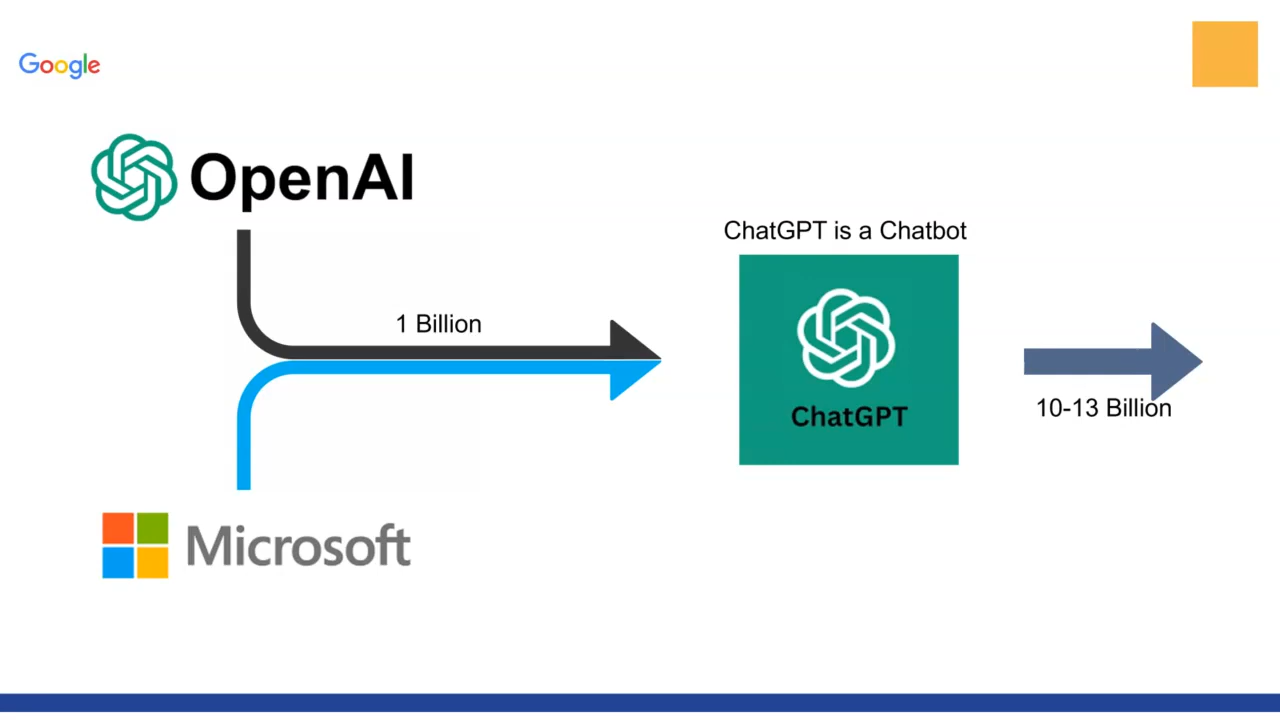 Google
OpenAI
ChatGPT is a Chatbot
1 Billion
ChatGPT
10-13 Billion
Microsoft